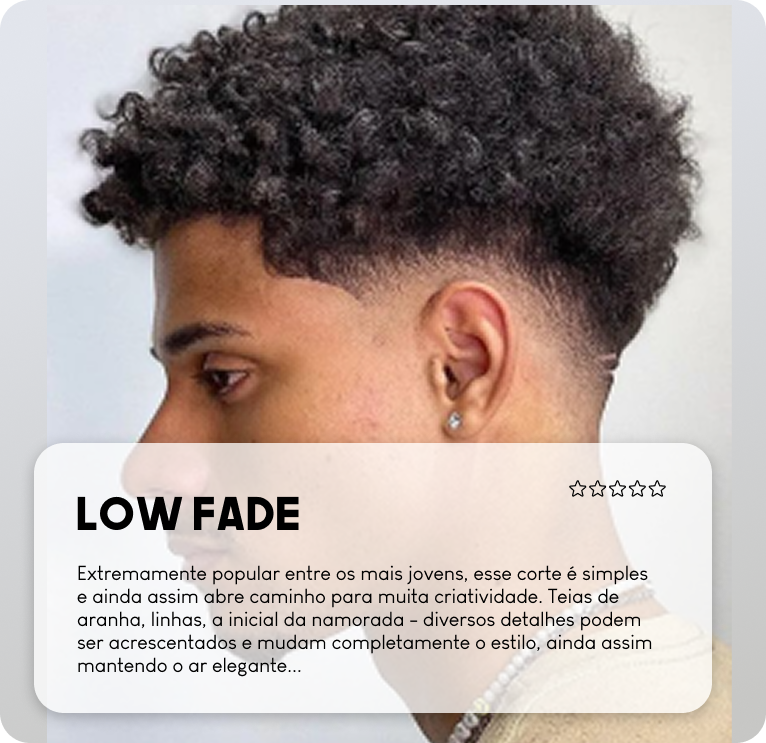 LOW FADE
Extremamente popular entre os mais jovens, esse corte é simples
e ainda assim abre caminho para muita criatividade. Teias de
aranha, linhas, a inicial da namorada - diversos detalhes podem
ser acrescentados e mudam completamente o estilo, ainda assim
mantendo o ar elegante...